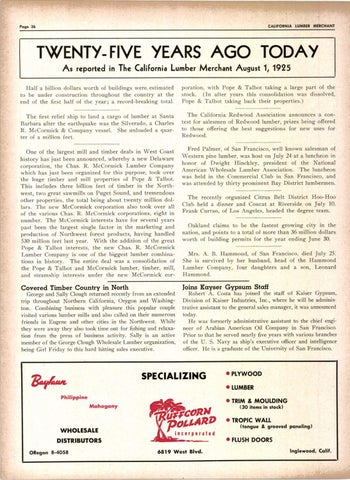 Page 26
CALIFORNIA LUMBER MERCHANT
TWENTY-FIVE YEARS AGO TODAY
As reported in The California Lumber Merchant August 1, 1925
Half a billion dollars worth of buildings were estimated
to be under construction throughout the country at the
end of the first half of the year; a record-breaking total.
The first relief ship to land a cargo of lumber at Santa
Barbara after the earthquake was the Silverado, a Charles
R. McCormick & Company vessel. She unloaded a quar-
ter of a million feet.
One of the largest mill and timber deals in West Coast
history has just been announced, whereby a new Delaware
corporation, the Chas. R. McCormick Lumber Company
which has just been organized for this purpose, took over
the huge timber and mill properties of Pope & Talbot.
This includes three billion feet of timber in the North-
west, two great sawmills on Puget Sound, and tremendous
other properties, the total being about twenty million dol-
lars. The new McCormick corporation also took over all
of the various Chas. R. McCormick corporations, eight in
number. The McCormick interests have for several years
past been the largest single factor in the marketing and
production of Northwest forest products, having handled
530 million feet last year. With the addition of the great
Pope & Talbot interests, the new Chas. R. McCormick
Lumber Company is one of the biggest lumber combina-
tions in history. The entire deal was a consolidation of
the Pope & Talbot and McCormick lumber, timber, mill,
and steamship interests under the new McCormick cor-
poration, with Pope & Talbot taking a large part of the
stock. (In after years this consolidation was dissolved,
Pope & Talbot taking back their properties.)
The California Redwood Association announces a con-
test for salesmen of Redwood lumber, prizes being offered
to those offering the best suggestions for new uses for
Redwood.
Fred Palmer, of San Francisco, well known salesman of
Western pine lumber, was host on July 24 at a luncheon in
honor of Dwight Hinckley, president of the National
American Wholesale Lumber Association. The luncheon
was held in the Commercial Club in San Francisco, and
was attended by thirty prominent Bay District lumbermen.
The recently organised Citrus Belt District Hoo-Hoo
Club held a dinner and Concat at Riverside on July 10.
Frank Curran, of Los Angeles, headed the degree team.
Oakland claims to be the fastest growing city in the
nation, and points to a total of more than 36 million dollars
worth of building permits for the year ending June 30.
Mrs. A. B. Hammond, of San Francisco, died July 25.
She is survived by her husband, head of the Hammond
Lumber Company, four daughters and a son, Leonard
Hammond.
Covered Timber Country in North
George and Sally Clough returned recently from an extended
trip throughout Northern California, Oregon and Washing-
ton. Combining business with pleasure this popular couple
visited various lumber mills and also called on their numerous
friends in Eugene and other cities in the Northwest. While
they were away they also took time out for fishing and relaxa-
tion from the press of business activity. Sally is an active
member of the George Clough Wholesale Lumber organization,
being Girl Friday to this hard hitting sales executive.
Joins Kayser Gypsum Staff
Robert A. Costa has joined the staff of Kaiser Gypsum,
Division of Kaiser Industries, Inc., where he will be adminis-
trative assistant to the general sales manager, it was announced
today.
He was formerly administrative assistant to the chief engi-
neer of Arabian American Oil Company in San Francisco.
Prior to that he served nearly five years with various branches
of the U. S. Navy as ship's executive officer and intelligence
officer. He is a graduate of the University of San Francisco.
Philippine
Mahogany
WHOLESALE
DISTRIBUTORS
ORegon 8-4058
SPECIALIZING
RUFFCORN
POLLARD
incorporated
6819 West Blvd.
• PLYWOOD
• LUMBER
• TRIM & MOULDING
(30 items in stock)
• TROPIC WALL
(tongue & grooved paneling)
• FLUSH DOORS
Inglewood, Calif.